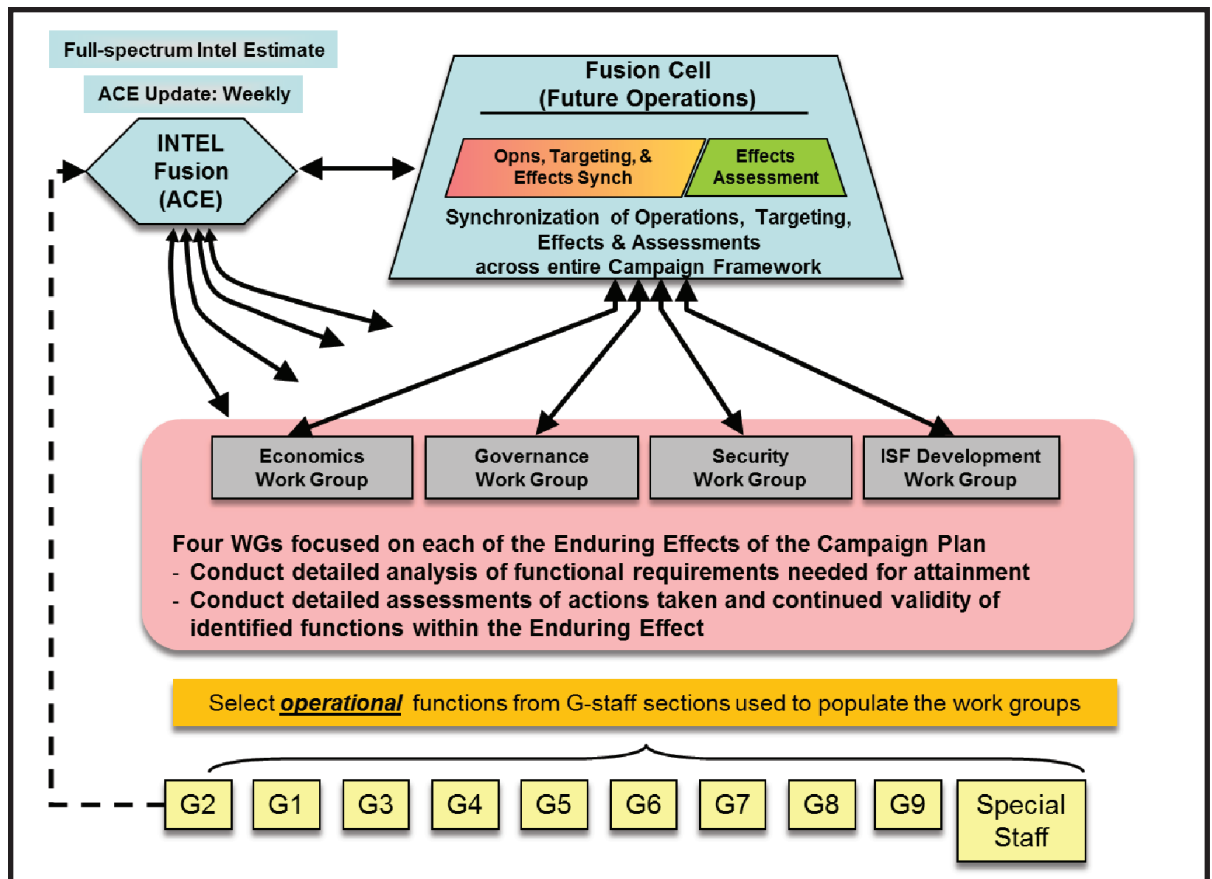 Full-spectrum Intel Estimate
ACE Update: Weekly
INTEL
Fusion
(ACE)
Fusion Cell
(Future Operations)
Opns, Targeting, &
Effects Synch
Effects
Assessment
Synchronization of Operations, Targeting,
Effects & Assessments
across entire Campaign Framework
Economics
Work Group
Governance
Work Group
Security
Work Group
ISF Development
Work Group
Four WGs focused on each of the Enduring Effects of the Campaign Plan
- Conduct detailed analysis of functional requirements needed for attainment
- Conduct detailed assessments of actions taken and continued validity of
identified functions within the Enduring Effect
Select operational functions from G-staff sections used to populate the work groups
G2 G1 G3 G4 G5 G6 G7 G8 G9 Special
Staff